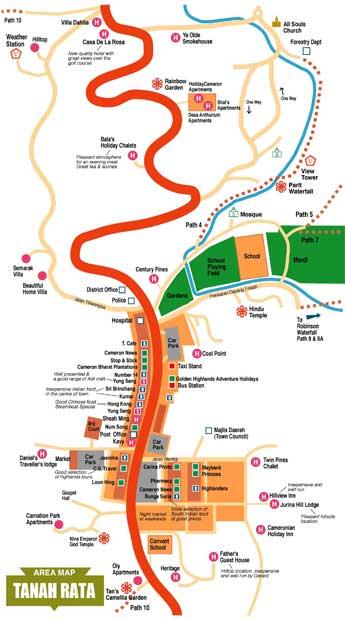 Path 10
Villa Dahlia
All Souls
Church
Weather
Station
Hilltop
Casa De La Rosa
New quality hotel with
great views over the
golf course
Ye Olde
Smokehouse
Forestry Dept
Rainbow
Garden
HolidayCameron
Apartments
Shal's
Apartments
Desa Anthurium
Apartments
One Way
One Way
Bala's
Holiday Chalets
Pleasant atmosphere
for an evening meal
Great tea & scones
View
Tower
Parit
Waterfall
Mosque
Path 5
Path 4
Path 7
School
Playing
Field
School
Mardi
Semarak
Villa
Century Pines
Beautiful
Home Villa
District Office
Police
Gardens
Persiaran Dayang Endah
Hindu
Temple
To
Robinson
Waterfall
Path 9 & 9A
Hospital
Car
Park
T. Cafe
Cameron News
Stop & Stick
Cameron Bharat Plantations
Number 14
Well presented &
a good range of Ash craft
Yung Seng
Cool Point
Taxi Stand
Golden Highlands Adventure Holidays
Bus Station
Inexpensive Indian food
in the centre of town.
Sri Brinchang
Kumar
Good Chinese food
Steamboat Special
Hong Kong
Yung Seng
Sheah Ming
Num Song
Post Office
Kavy
Car
Park
Majlis Daerah
(Town Council)
Daniel's
Traveller's lodge
Market
Car
Park
Jasmine
Good selection of
highlands tours
C.S. Travel
Loon Hing
Carina Photo
Maybank
Princess
Pharmacy
Cameron News
Bunga Suria
Highlanders
Twin Pines
Chalet
Inexpensive and
well run
Hillview Inn
Jurina Hill Lodge
Pleasant hillside
location
Gospel
Hall
Night market
at weekends
Wide selection of
South Indian food
at good prices
Carnation Park
Apartments
Cameronian
Holiday Inn
Nine Emperor
God Temple
Convent
School
Father's
Guest House
Hilltop location, inexpensive
and well run by Gerard
Oly
Apartments
Heritage
Tan's
Camellia Garden
Path 10
AREA MAP
TANAH RATA